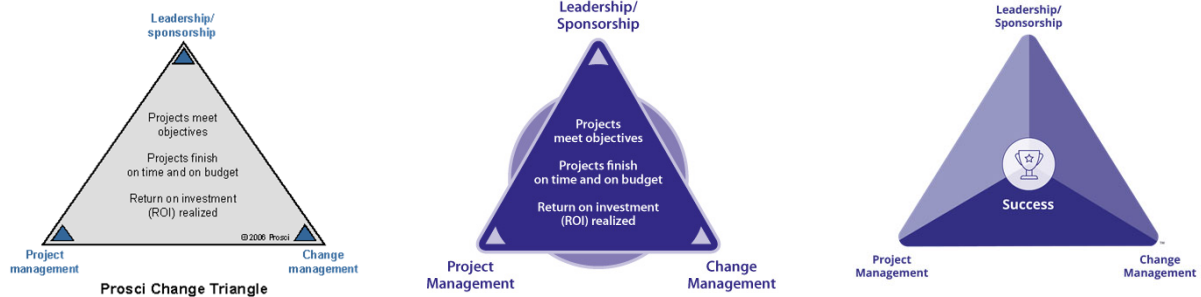 Leadership/
sponsorship
Projects meet
objectives
Projects finish
on time and on budget
Return on investment
(ROI) realized
© 2006 Prosci
Project
management
Change
management
Prosci Change Triangle
Leadership/
Sponsorship
Projects
meet objectives
Projects finish
on time and on budget
Return on investment
(ROI) realized
Project
Management
Change
Management
Leadership/
Sponsorship
Success
™
Project
Management
Change
Management